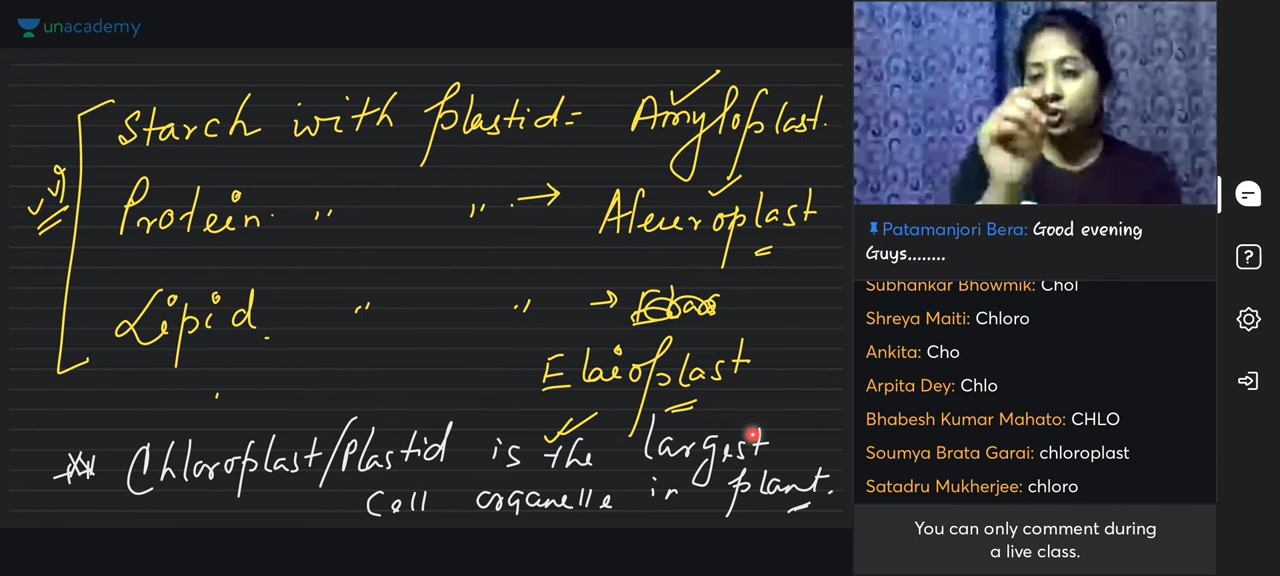 unacademy
Starch with plastid = Amyloplast.
Protein. " " . → Aleuroplast
Lipid. " " →
Elaioplast
** Chloroplast/Plastid is the largest
cell organelle in plant.
Patamanjori Bera: Good evening
Guys........
Subhankar Bhowmik: Chol
Shreya Maiti: Chloro
Ankita: Cho
Arpita Dey: Chlo
Bhabesh Kumar Mahato: CHLO
Soumya Brata Garai: chloroplast
Satadru Mukherjee: chloro
You can only comment during
a live class.